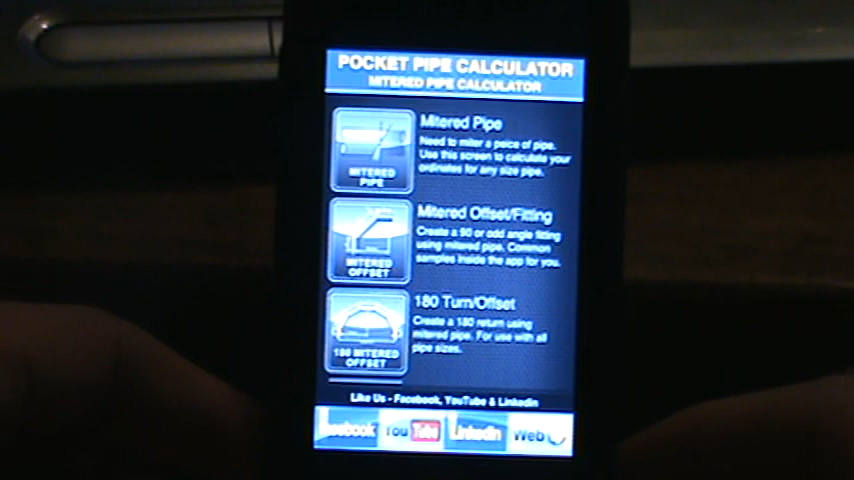 POCKET PIPE CALCULATOR
MITERED PIPE CALCULATOR
MITERED
PIPE
Mitered Pipe
Need to miter a peice of pipe.
Use this screen to calculate your
ordinates for any size pipe.
MITERED
OFFSET
Mitered Offset/Fitting
Create a 90 or odd angle fitting
using mitered pipe. Common
samples inside the app for you.
180 MITERED
OFFSET
180 Turn/Offset
Create a 180 return using
mitered pipe. For use with all
pipe sizes.
Like Us - Facebook, YouTube & Linkedin
facebook YouTube Linkedin Web